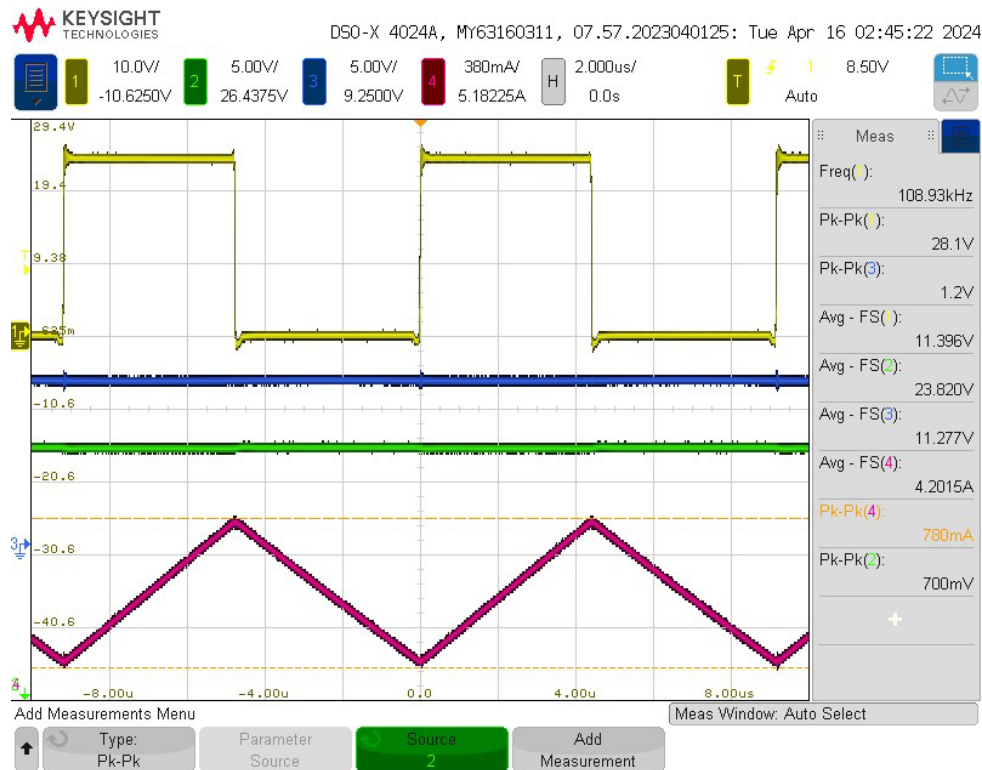 KEYSIGHT
TECHNOLOGIES
DSO-X 4024A, MY63160311, 07.57.2023040125: Tue Apr 16 02:45:22 2024
1 10.0V/ 2 5.00V/ 3 5.00V/ 4 380mA/ H 2.000us/ T 1 8.50V
-10.6250V 26.4375V 9.2500V 5.18225A 0.0s Auto
29.4V
19.4
9.38
-625m
-10.6
-20.6
-30.6
-40.6
T
1
3
4
-8.00u -4.00u 0.0 4.00u 8.00us
Meas
Freq(1):
108.93kHz
Pk-Pk(1):
28.1V
Pk-Pk(3):
1.2V
Avg - FS(1):
11.396V
Avg - FS(2):
23.820V
Avg - FS(3):
11.277V
Avg - FS(4):
4.2015A
Pk-Pk(4):
780mA
Pk-Pk(2):
700mV
Add Measurements Menu
Meas Window: Auto Select
Type:
Pk-Pk
Parameter
Source
Source
2
Add
Measurement